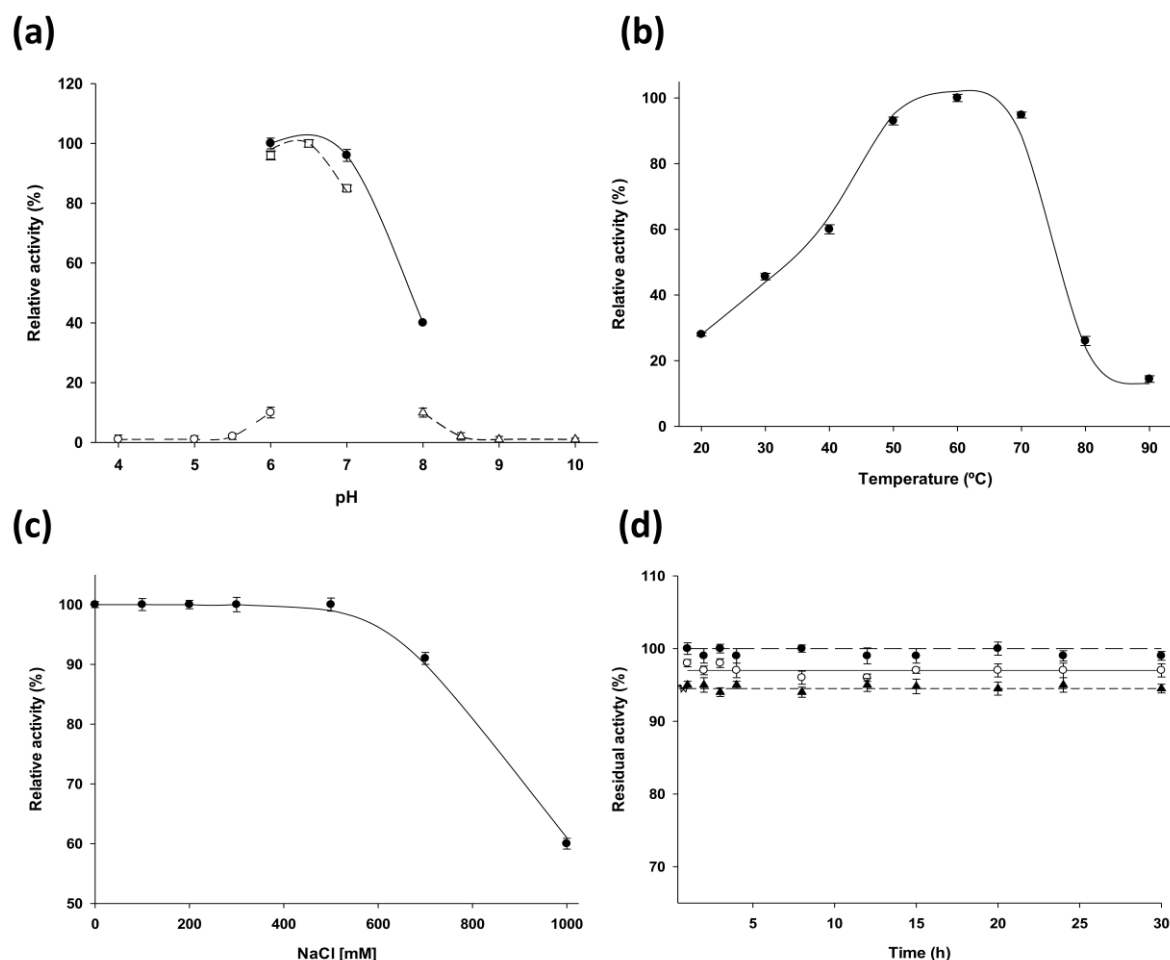 (a)
120
100
80
60
40
20
0
Relative activity (%)
4 5 6 7 8 9 10
pH
(b)
100
80
60
40
20
0
Relative activity (%)
20 30 40 50 60 70 80 90
Temperature (ºC)
(c)
100
90
80
70
60
50
Relative activity (%)
0 200 400 600 800 1000
NaCl [mM]
(d)
110
100
90
80
70
Residual activty (%)
5 10 15 20 25 30
Time (h)